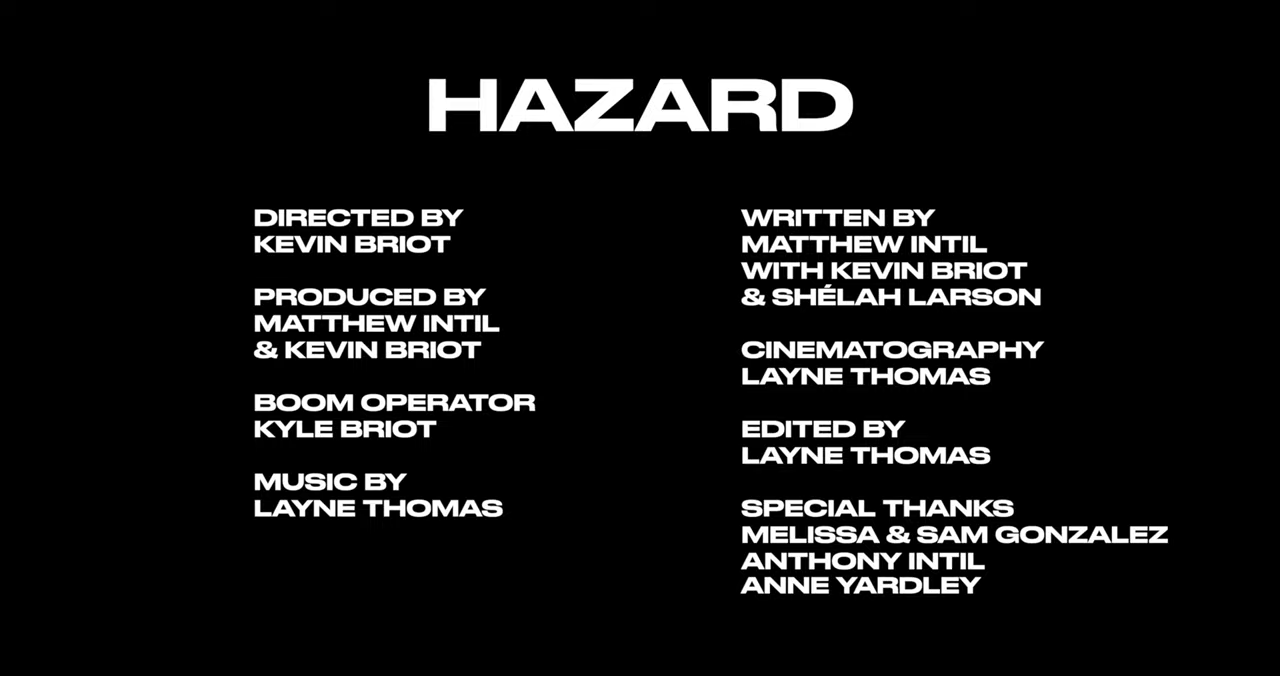 HAZARD
DIRECTED BY
KEVIN BRIOT
PRODUCED BY
MATTHEW INTIL
& KEVIN BRIOT
BOOM OPERATOR
KYLE BRIOT
MUSIC BY
LAYNE THOMAS
WRITTEN BY
MATTHEW INTIL
WITH KEVIN BRIOT
& SHÉLAH LARSON
CINEMATOGRAPHY
LAYNE THOMAS
EDITED BY
LAYNE THOMAS
SPECIAL THANKS
MELISSA & SAM GONZALEZ
ANTHONY INTIL
ANNE YARDLEY